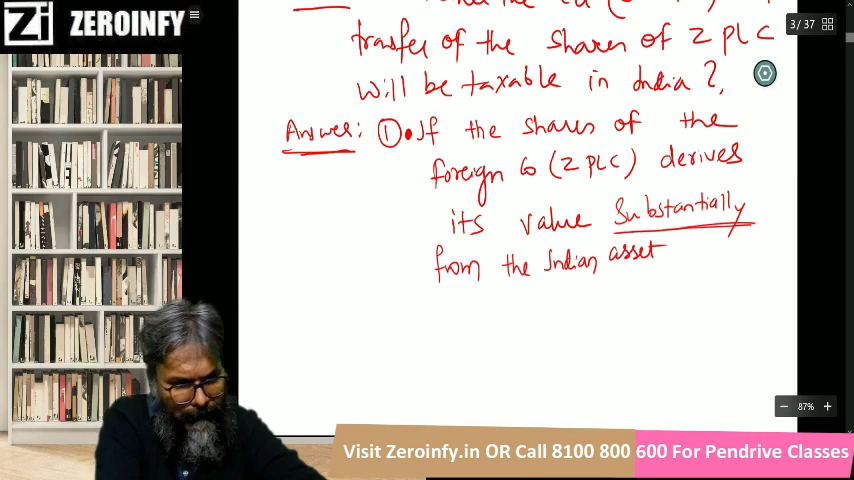 Zi ZEROINFY
3/37
transfer of the shares of Z PLC
will be taxable in India?
Answer: ① • If the shares of the
foreign Co (Z PLC) derives
its value Substantially
from the Indian asset
87%
Visit Zeroinfy.in OR Call 8100 800 600 For Pendrive Classes